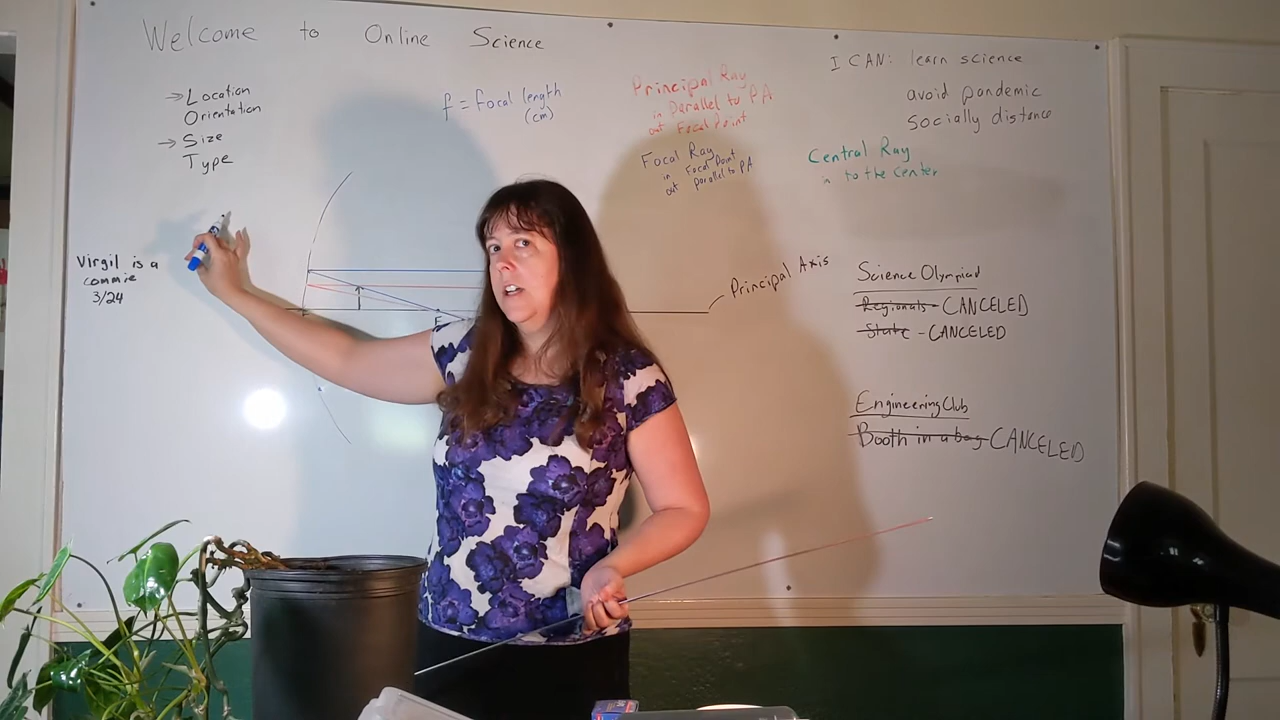 Welcome to Online Science
⇒ Location
Orientation
⇒ Size
Type
f = focal length
(cm)
Principal Ray
in Parallel to PA
out Focal Point
Focal Ray
in Focal Point
out parallel to PA
Central Ray
in to the center
I CAN: learn science
avoid pandemic
socially distance
Virgil is a
commie
3/24
F
Principal Axis
Science Olympiad
Regionals - CANCELED
State - CANCELED
Engineering Club
Booth in a bag CANCELED